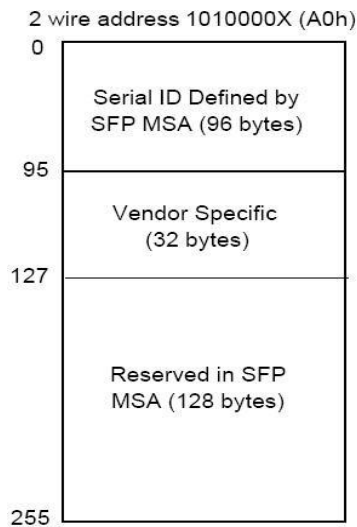 2 wire address 1010000X (A0h)
0
Serial ID Defined by
SFP MSA (96 bytes)
95
Vendor Specific
(32 bytes)
127
Reserved in SFP
MSA (128 bytes)
255